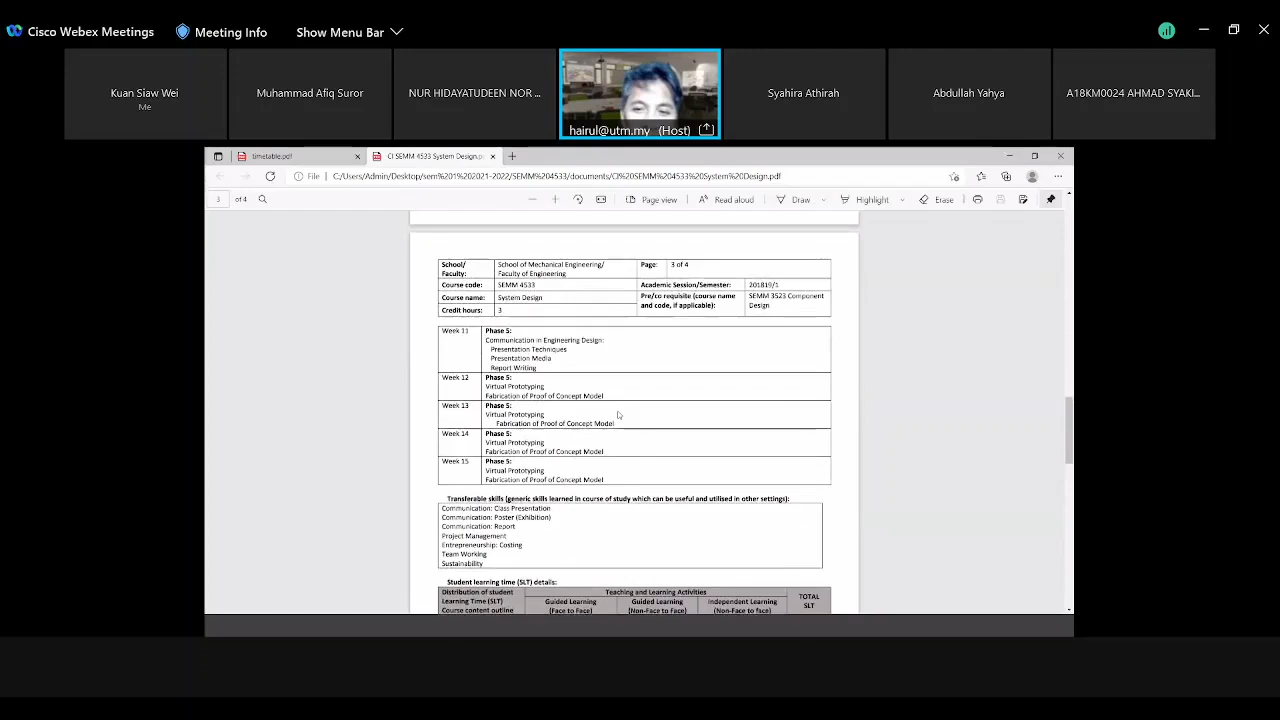 Cisco Webex Meetings
Meeting Info
Show Menu Bar
Kuan Siaw Wei
Me
Muhammad Afiq Suror
NUR HIDAYATUDEEN NOR ...
hairul@utm.my (Host)
Syahira Athirah
Abdullah Yahya
A18KM0024 AHMAD SYAKI...
timetable.pdf
CI SEMM 4533 System Design.p
File
C:/Users/Admin/Desktop/sem%201%202021-2022/SEMM%204533/documents/CI%20SEMM%204533%20System%20Design.pdf
3 of 4
Page view
Read aloud
Draw
Highlight
Erase
School/ Faculty:
School of Mechanical Engineering/
Faculty of Engineering
Page:
3 of 4
Course code:
SEMM 4533
Academic Session/Semester:
201819/1
Course name:
System Design
Pre/co requisite (course name
and code, if applicable):
SEMM 3523 Component
Design
Credit hours:
3
Week 11
Phase 5:
Communication in Engineering Design:
Presentation Techniques
Presentation Media
Report Writing
Week 12
Phase 5:
Virtual Prototyping
Fabrication of Proof of Concept Model
Week 13
Phase 5:
Virtual Prototyping
Fabrication of Proof of Concept Model
Week 14
Phase 5:
Virtual Prototyping
Fabrication of Proof of Concept Model
Week 15
Phase 5:
Virtual Prototyping
Fabrication of Proof of Concept Model
Transferable skills (generic skills learned in course of study which can be useful and utilised in other settings):
Communication: Class Presentation
Communication: Poster (Exhibition)
Communication: Report
Project Management
Entrepreneurship: Costing
Team Working
Sustainability
Student learning time (SLT) details:
Distribution of student
Learning Time (SLT)
Course content outline
Teaching and Learning Activities
TOTAL
SLT
Guided Learning
(Face to Face)
Guided Learning
(Non-Face to Face)
Independent Learning
(Non-Face to face)